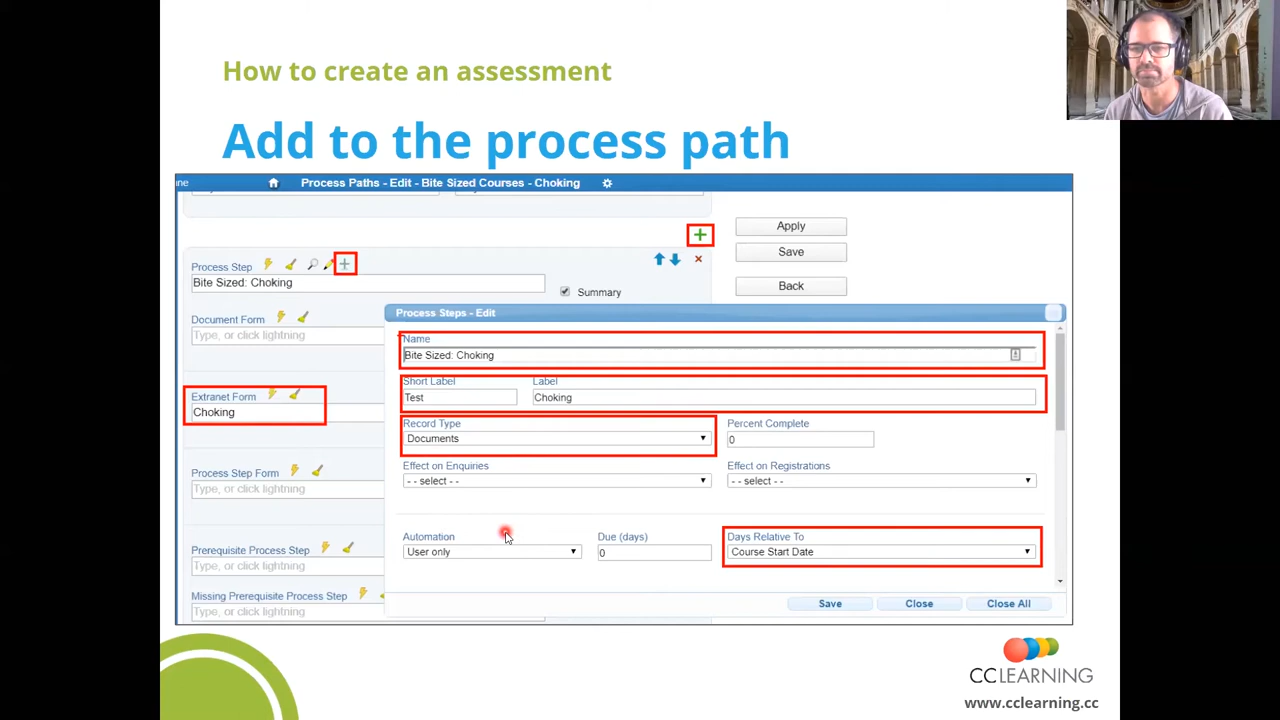 How to create an assessment
Add to the process path
ne
Process Paths - Edit - Bite Sized Courses - Choking
Apply
Save
Back
Process Step
Bite Sized: Choking
Summary
Document Form
Type, or click lightning
Extranet Form
Choking
Process Step Form
Type, or click lightning
Prerequisite Process Step
Type, or click lightning
Missing Prerequisite Process Step
Type, or click lightning
Process Steps - Edit
Name
Bite Sized: Choking
Short Label Label
Test Choking
Record Type Percent Complete
Documents 0
Effect on Enquiries Effect on Registrations
- - select - - - - select - -
Automation Due (days) Days Relative To
User only 0 Course Start Date
Save Close Close All
CCLEARNING
www.cclearning.cc